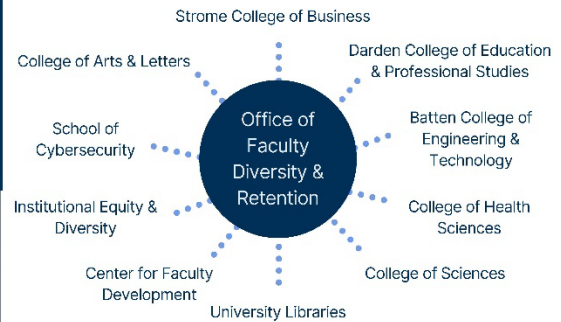 Strome College of Business
Darden College of Education
& Professional Studies
Batten College of
Engineering &
Technology
College of Health
Sciences
College of Sciences
University Libraries
Center for Faculty
Development
Institutional Equity &
Diversity
School of
Cybersecurity
College of Arts & Letters
Office of
Faculty
Diversity &
Retention